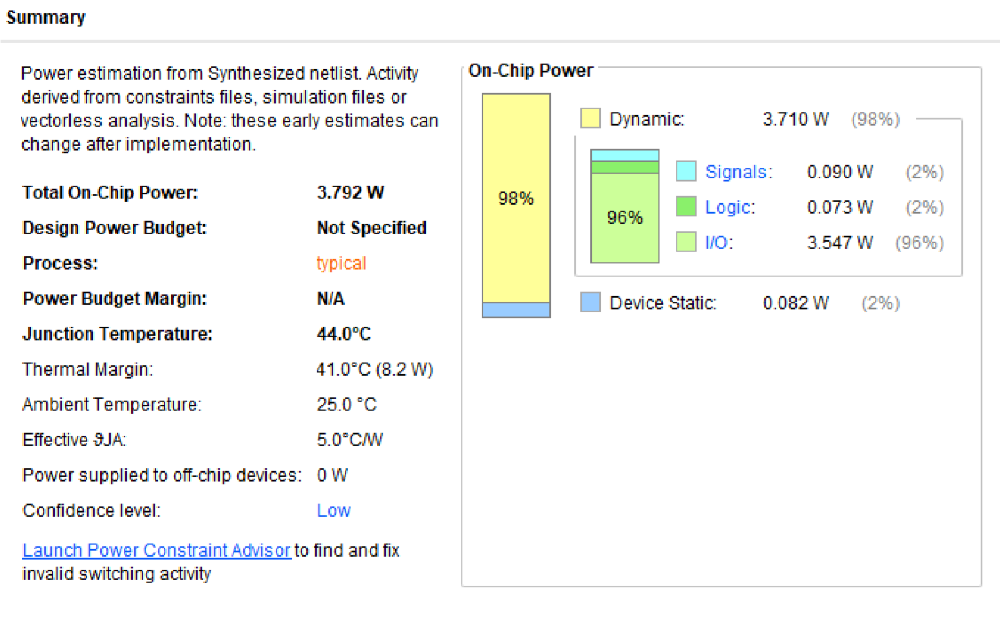 Summary
Power estimation from Synthesized netlist. Activity
derived from constraints files, simulation files or
vectorless analysis. Note: these early estimates can
change after implementation.
Total On-Chip Power: 3.792 W
Design Power Budget: Not Specified
Process: typical
Power Budget Margin: N/A
Junction Temperature: 44.0°C
Thermal Margin: 41.0°C (8.2 W)
Ambient Temperature: 25.0 °C
Effective ϑJA: 5.0°C/W
Power supplied to off-chip devices: 0 W
Confidence level: Low
Launch Power Constraint Advisor to find and fix
invalid switching activity
On-Chip Power
98%
Dynamic: 3.710 W (98%)
96%
Signals: 0.090 W (2%)
Logic: 0.073 W (2%)
I/O: 3.547 W (96%)
Device Static: 0.082 W (2%)